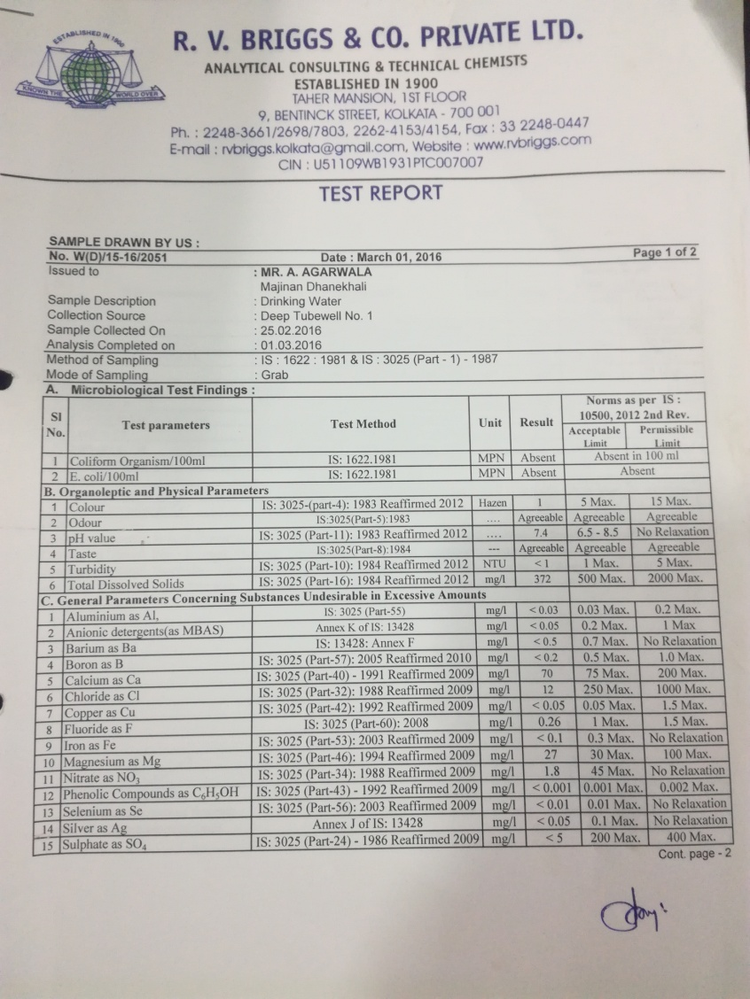 ESTABLISHED IN 1900
KNOWN THE WORLD OVER
R. V. BRIGGS & CO. PRIVATE LTD.
ANALYTICAL CONSULTING & TECHNICAL CHEMISTS
ESTABLISHED IN 1900
TAHER MANSION, 1ST FLOOR
9, BENTINCK STREET, KOLKATA - 700 001
Ph. : 2248-3661/2698/7803, 2262-4153/4154, Fax : 33 2248-0447
E-mail : rvbriggs.kolkata@gmail.com, Website : www.rvbriggs.com
CIN : U51109WB1931PTC007007
TEST REPORT
SAMPLE DRAWN BY US :
No. W(D)/15-16/2051 Date : March 01, 2016 Page 1 of 2
Issued to : MR. A. AGARWALA
Majinan Dhanekhali
Sample Description : Drinking Water
Collection Source : Deep Tubewell No. 1
Sample Collected On : 25.02.2016
Analysis Completed on : 01.03.2016
Method of Sampling : IS : 1622 : 1981 & IS : 3025 (Part - 1) - 1987
Mode of Sampling : Grab
A. Microbiological Test Findings :
Sl No. Test parameters Test Method Unit Result Norms as per IS : 10500, 2012 2nd Rev.
Acceptable Limit Permissible Limit
1 Coliform Organism/100ml IS: 1622.1981 MPN Absent Absent in 100 ml
2 E. coli/100ml IS: 1622.1981 MPN Absent Absent
B. Organoleptic and Physical Parameters
1 Colour IS: 3025-(part-4): 1983 Reaffirmed 2012 Hazen 1 5 Max. 15 Max.
2 Odour IS:3025(Part-5):1983 .... Agreeable Agreeable Agreeable
3 pH value IS: 3025 (Part-11): 1983 Reaffirmed 2012 .... 7.4 6.5 - 8.5 No Relaxation
4 Taste IS:3025(Part-8):1984 --- Agreeable Agreeable Agreeable
5 Turbidity IS: 3025 (Part-10): 1984 Reaffirmed 2012 NTU < 1 1 Max. 5 Max.
6 Total Dissolved Solids IS: 3025 (Part-16): 1984 Reaffirmed 2012 mg/l 372 500 Max. 2000 Max.
C. General Parameters Concerning Substances Undesirable in Excessive Amounts
1 Aluminium as Al, IS: 3025 (Part-55) mg/l < 0.03 0.03 Max. 0.2 Max.
2 Anionic detergents(as MBAS) Annex K of IS: 13428 mg/l < 0.05 0.2 Max. 1 Max
3 Barium as Ba IS: 13428: Annex F mg/l < 0.5 0.7 Max. No Relaxation
4 Boron as B IS: 3025 (Part-57): 2005 Reaffirmed 2010 mg/l < 0.2 0.5 Max. 1.0 Max.
5 Calcium as Ca IS: 3025 (Part-40) - 1991 Reaffirmed 2009 mg/l 70 75 Max. 200 Max.
6 Chloride as Cl IS: 3025 (Part-32): 1988 Reaffirmed 2009 mg/l 12 250 Max. 1000 Max.
7 Copper as Cu IS: 3025 (Part-42): 1992 Reaffirmed 2009 mg/l < 0.05 0.05 Max. 1.5 Max.
8 Fluoride as F IS: 3025 (Part-60): 2008 mg/l 0.26 1 Max. 1.5 Max.
9 Iron as Fe IS: 3025 (Part-53): 2003 Reaffirmed 2009 mg/l < 0.1 0.3 Max. No Relaxation
10 Magnesium as Mg IS: 3025 (Part-46): 1994 Reaffirmed 2009 mg/l 27 30 Max. 100 Max.
11 Nitrate as NO₃ IS: 3025 (Part-34): 1988 Reaffirmed 2009 mg/l 1.8 45 Max. No Relaxation
12 Phenolic Compounds as C₆H₅OH IS: 3025 (Part-43) - 1992 Reaffirmed 2009 mg/l < 0.001 0.001 Max. 0.002 Max.
13 Selenium as Se IS: 3025 (Part-56): 2003 Reaffirmed 2009 mg/l < 0.01 0.01 Max. No Relaxation
14 Silver as Ag Annex J of IS: 13428 mg/l < 0.05 0.1 Max. No Relaxation
15 Sulphate as SO₄ IS: 3025 (Part-24) - 1986 Reaffirmed 2009 mg/l < 5 200 Max. 400 Max.
Cont. page - 2